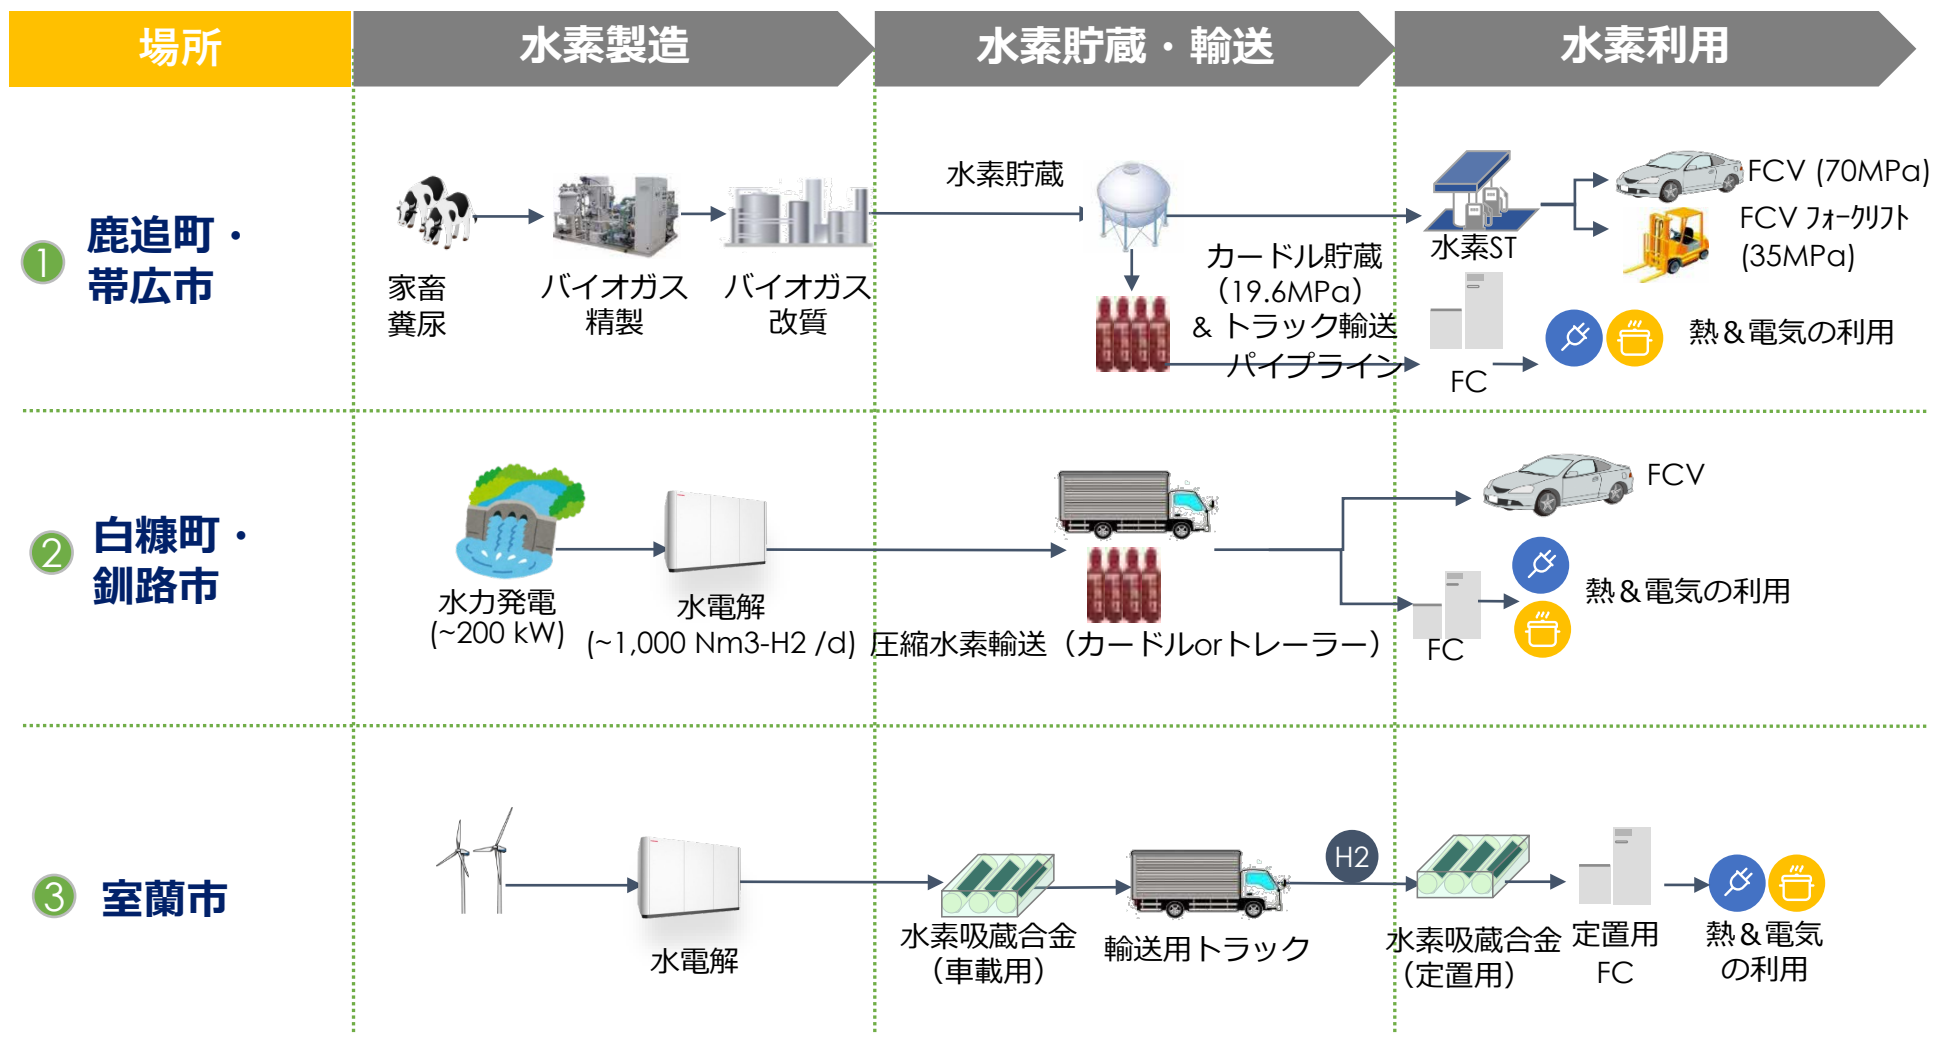 場所
水素製造
水素貯蔵・輸送
水素利用
1
鹿追町・
帯広市
家畜
糞尿
バイオガス
精製
バイオガス
改質
水素貯蔵
カードル貯蔵
（19.6MPa）
& トラック輸送
パイプライン
水素ST
FCV (70MPa)
FCV ﾌｫｰｸﾘﾌﾄ
(35MPa)
FC
熱＆電気の利用
2
白糠町・
釧路市
水力発電
(~200 kW)
水電解
(~1,000 Nm3-H2 /d)
圧縮水素輸送（カードルorトレーラー）
FCV
FC
熱＆電気の利用
3
室蘭市
水電解
水素吸蔵合金
（車載用）
輸送用トラック
H2
水素吸蔵合金
（定置用）
定置用
FC
熱＆電気
の利用